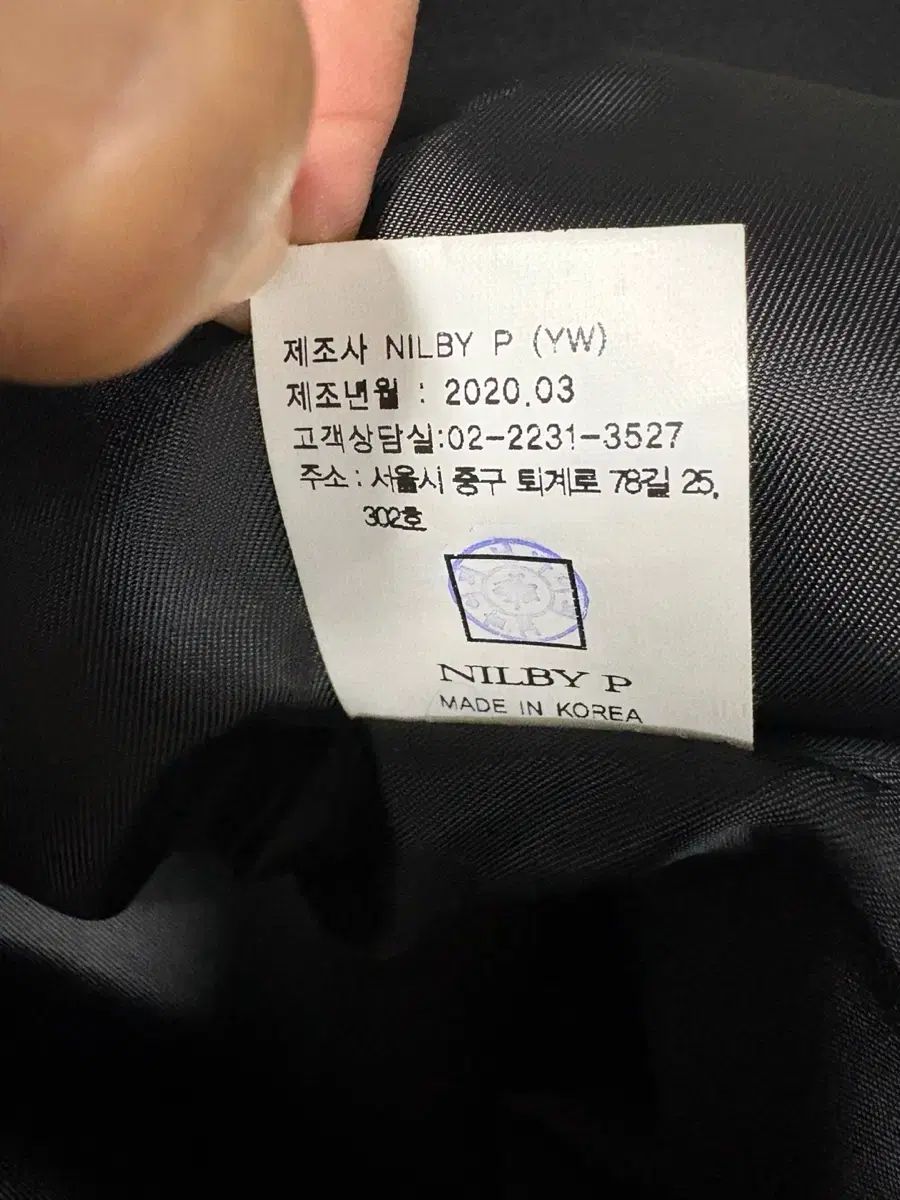 제조사 NILBY P (YW)
제조년월 : 2020.03
고객상담실:02-2231-3527
주소 : 서울시 중구 퇴계로 78길 25,
302호
NILBY P
MADE IN KOREA